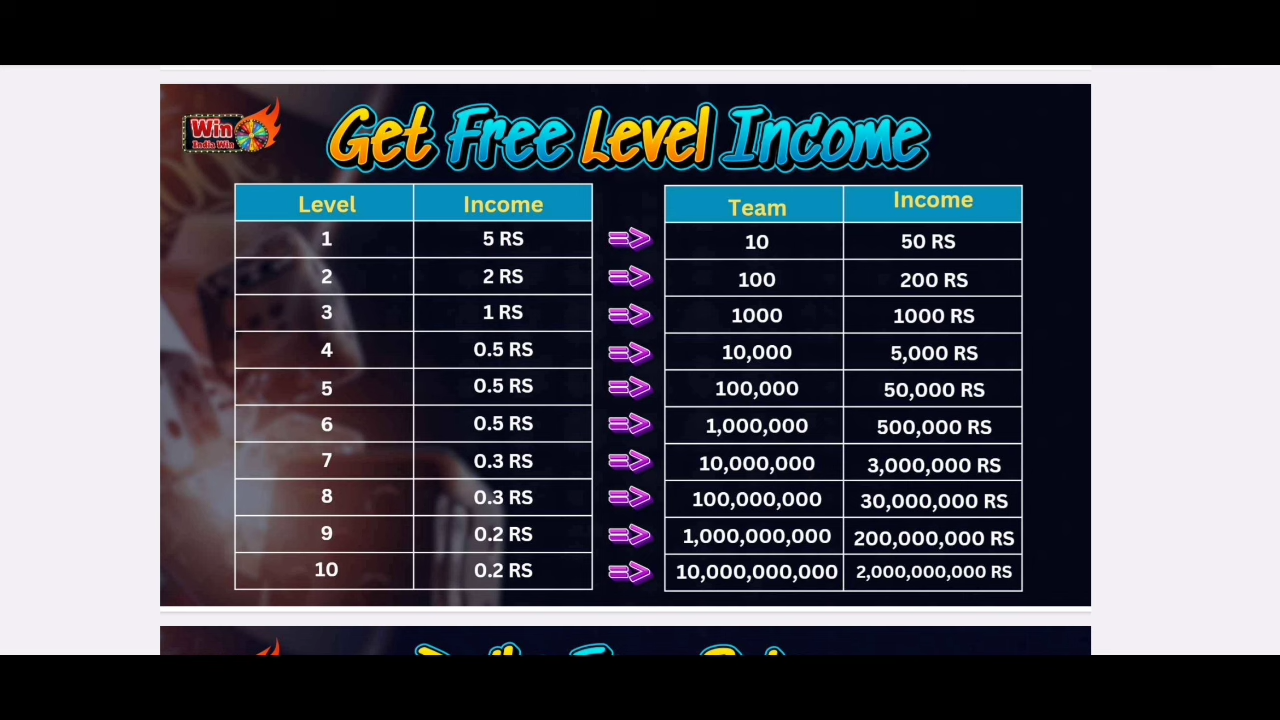 Win
India Win
Get Free Level Income
Level Income Team Income
1 5 RS => 10 50 RS
2 2 RS => 100 200 RS
3 1 RS => 1000 1000 RS
4 0.5 RS => 10,000 5,000 RS
5 0.5 RS => 100,000 50,000 RS
6 0.5 RS => 1,000,000 500,000 RS
7 0.3 RS => 10,000,000 3,000,000 RS
8 0.3 RS => 100,000,000 30,000,000 RS
9 0.2 RS => 1,000,000,000 200,000,000 RS
10 0.2 RS => 10,000,000,000 2,000,000,000 RS